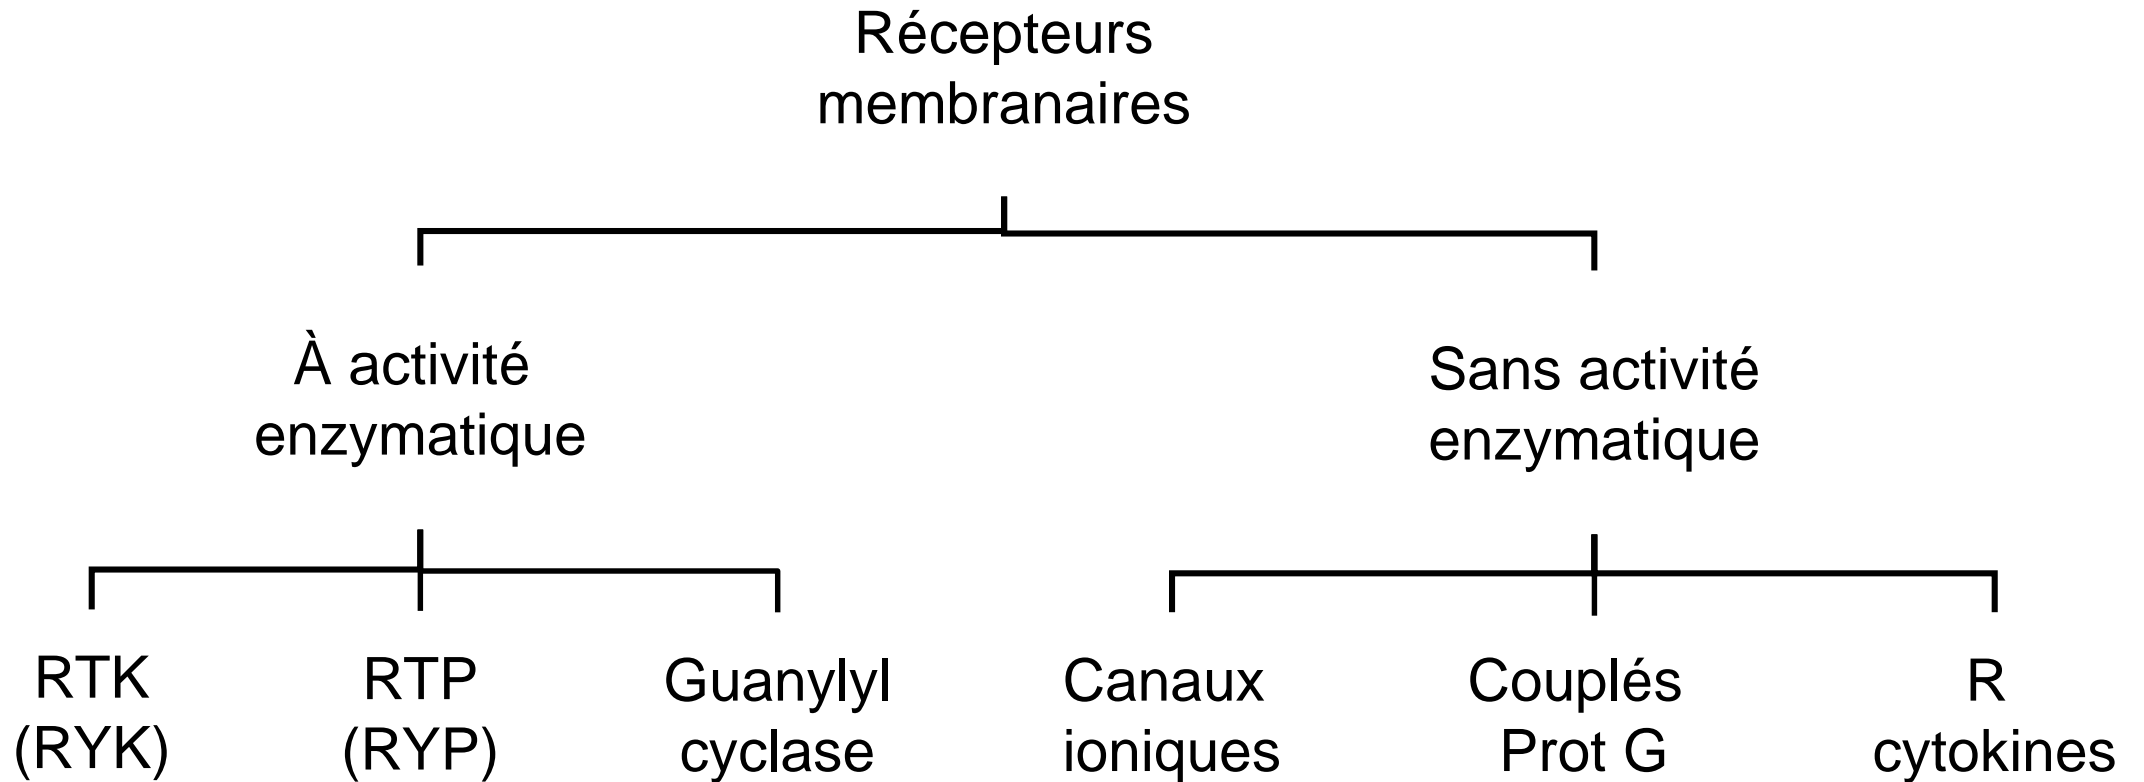 Récepteurs
membranaires
À activité
enzymatique
Sans activité
enzymatique
RTK
(RYK)
RTP
(RYP)
Guanylyl
cyclase
Canaux
ioniques
Couplés
Prot G
R
cytokines